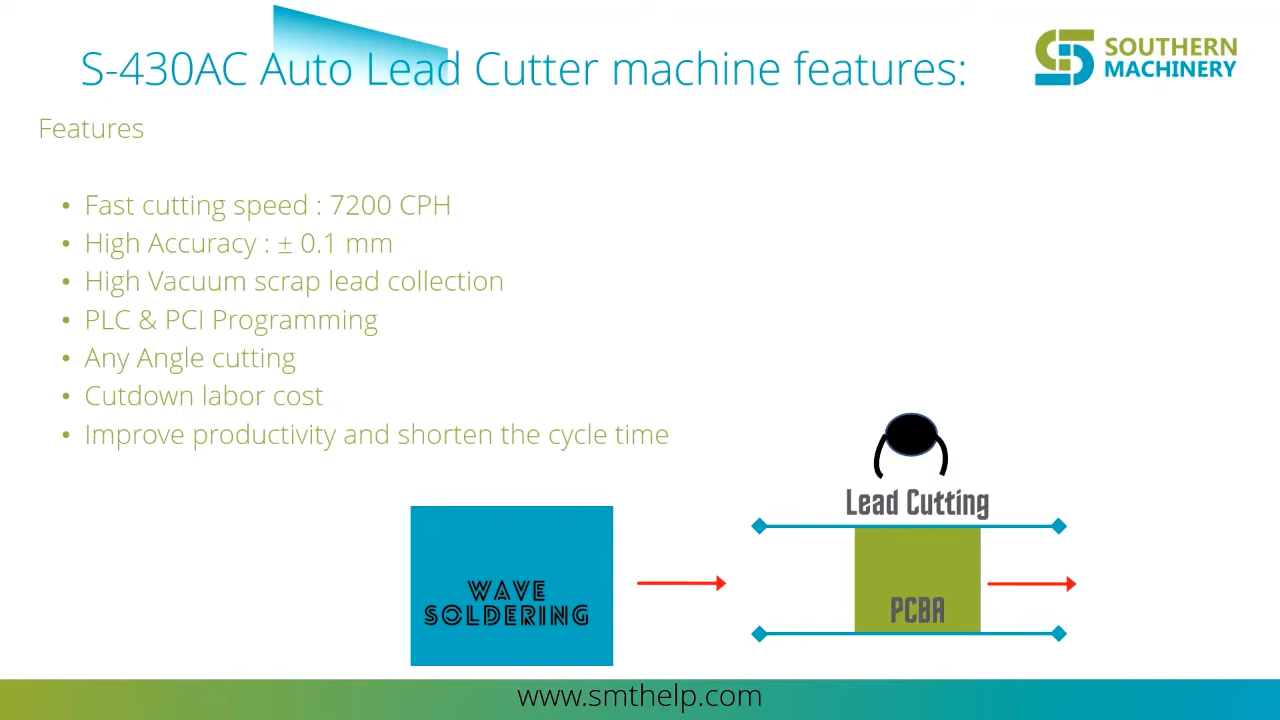 S-430AC Auto Lead Cutter machine features:
SOUTHERN
MACHINERY
Features
• Fast cutting speed : 7200 CPH
• High Accuracy : ± 0.1 mm
• High Vacuum scrap lead collection
• PLC & PCI Programming
• Any Angle cutting
• Cutdown labor cost
• Improve productivity and shorten the cycle time
Lead Cutting
WAVE
SOLDERING
PCBA
www.smthelp.com